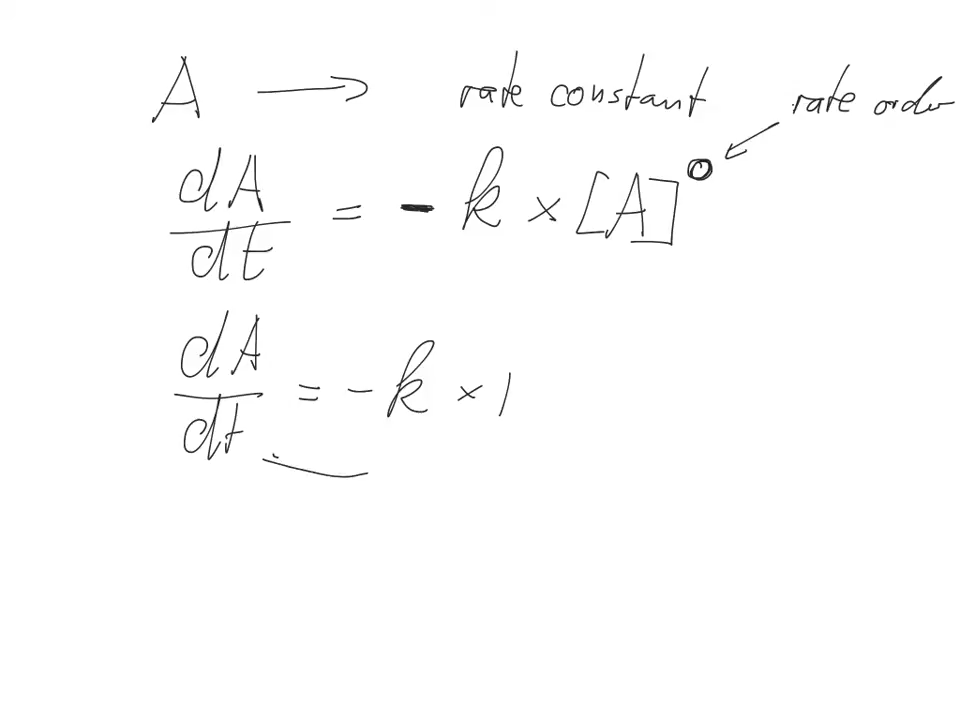 A → rate constant rate order
dA/dt = - k × [A]⁰
dA/dt = - k × 1